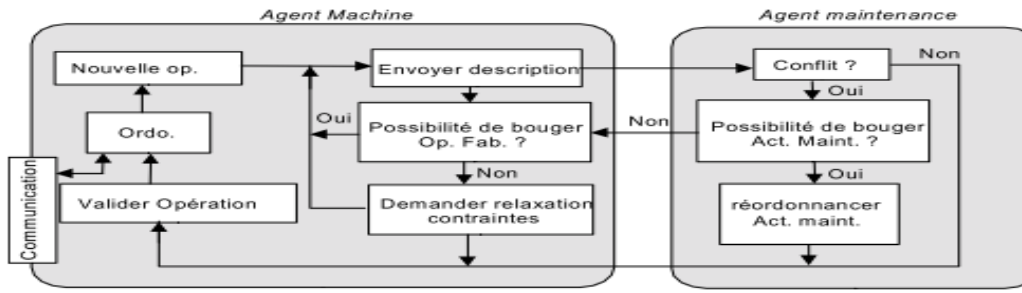 Agent Machine
Agent maintenance
Nouvelle op.
Envoyer description
Conflit ?
Non
Oui
Ordo.
Oui
Possibilité de bouger
Op. Fab. ?
Non
Possibilité de bouger
Act. Maint. ?
Non
Oui
Communication
Valider Opération
Demander relaxation
contraintes
réordonnancer
Act. maint.